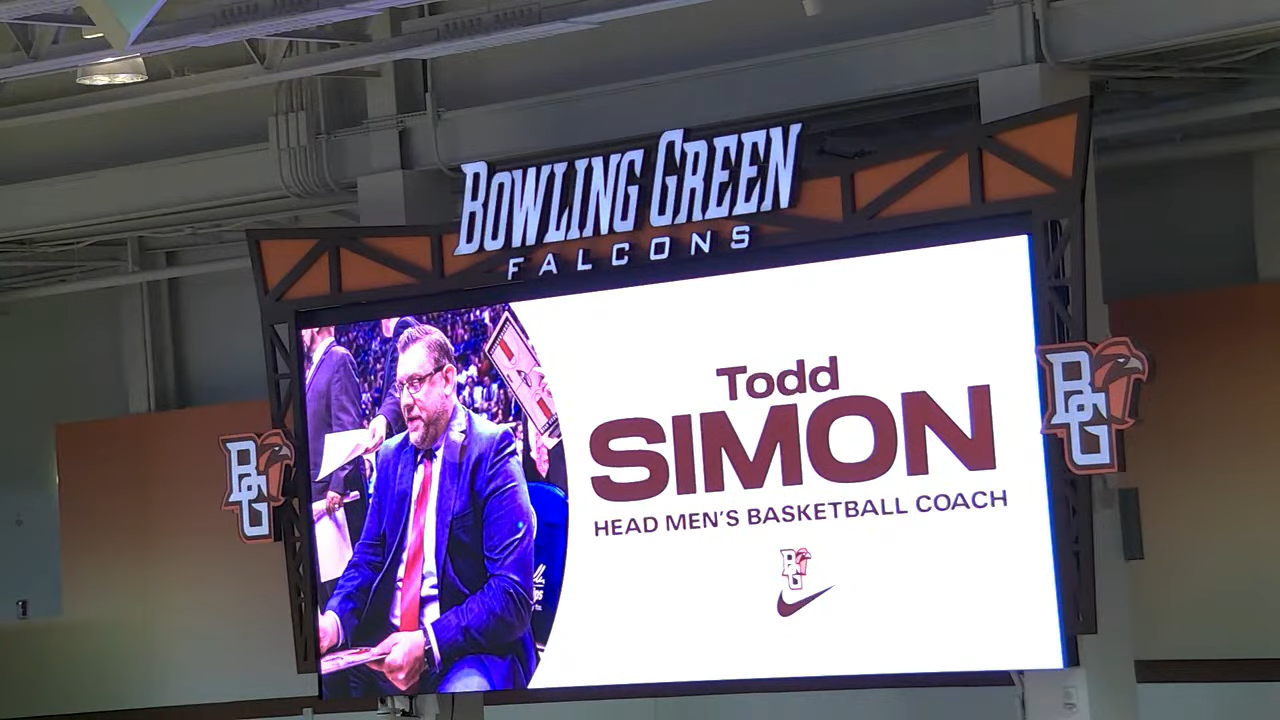 BOWLING GREEN
FALCONS
Todd
SIMON
HEAD MEN'S BASKETBALL COACH
BG
BG
BG